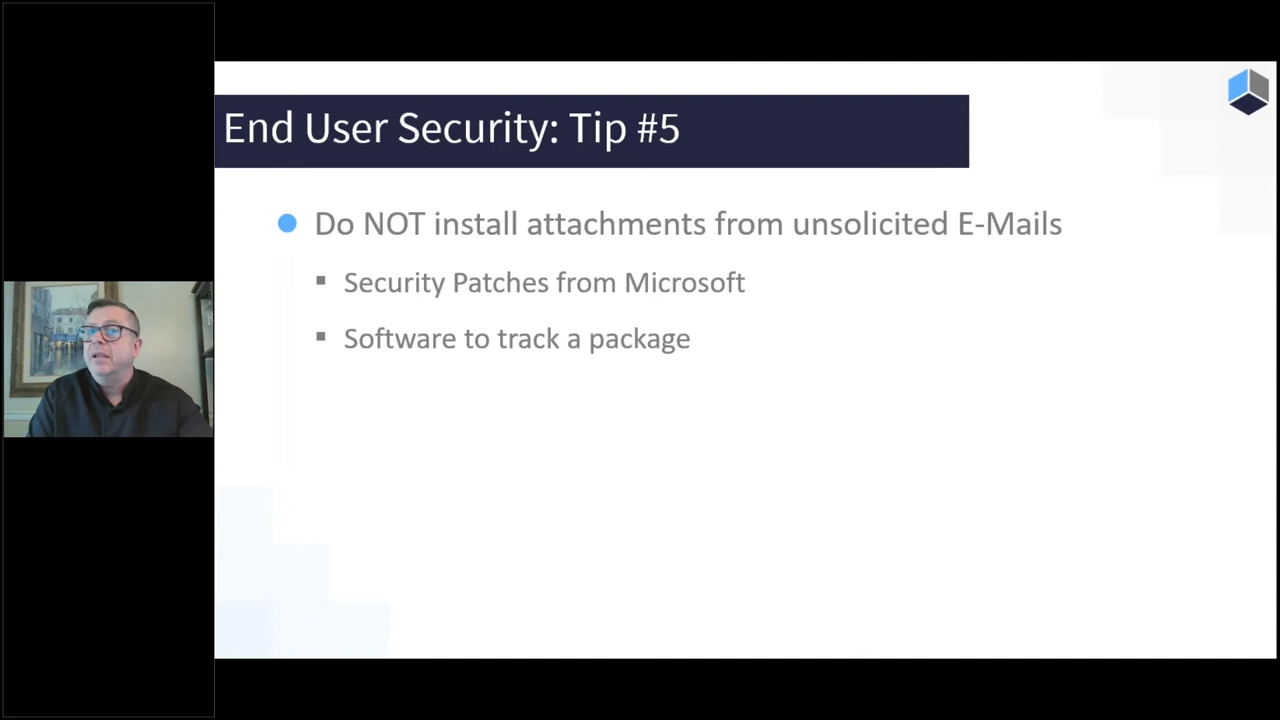 End User Security: Tip #5
Do NOT install attachments from unsolicited E-Mails
Security Patches from Microsoft
Software to track a package